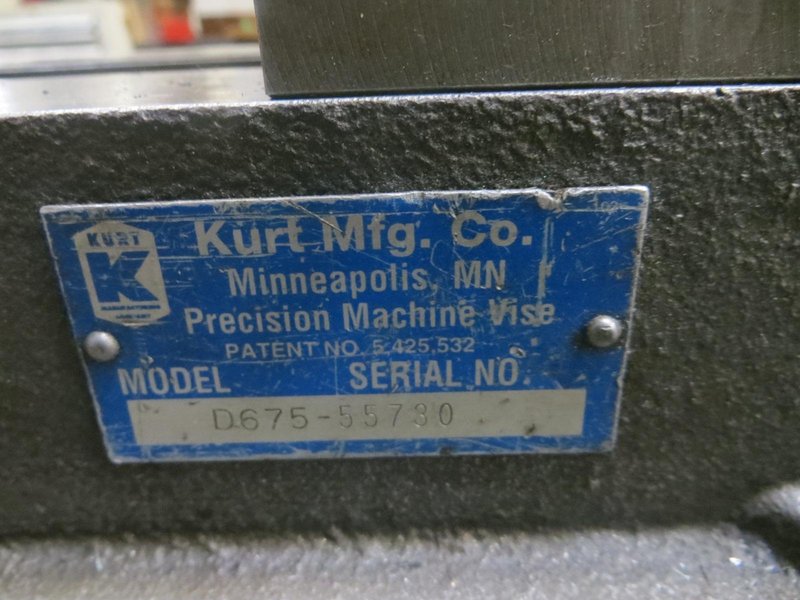 KURT
K
Kurt Mfg. Co.
Minneapolis, MN
Precision Machine Vise
PATENT NO. 5,425,532
MODEL SERIAL NO.
D675-55780